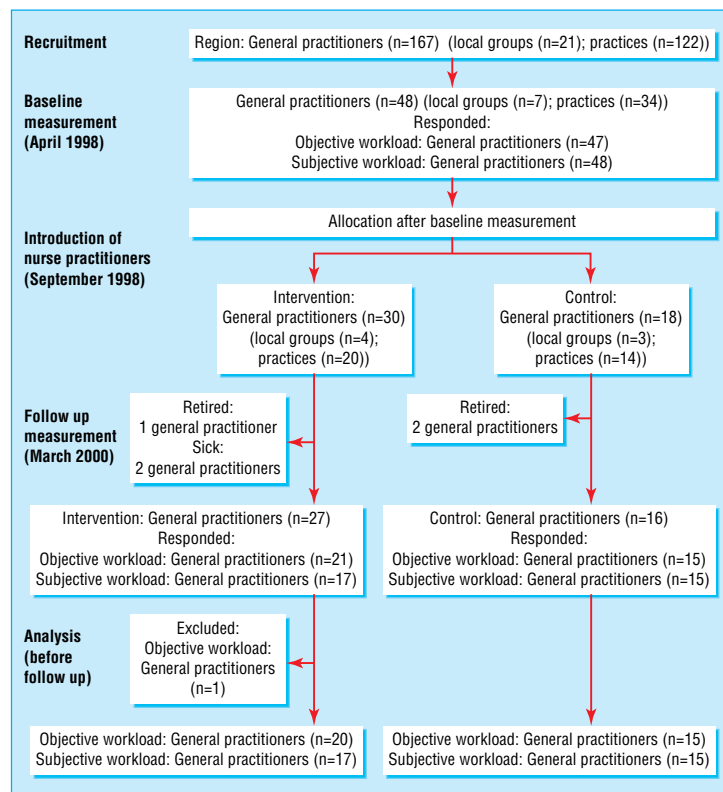 Recruitment
Region: General practitioners (n=167) (local groups (n=21); practices (n=122))
Baseline
measurement
(April 1998)
General practitioners (n=48) (local groups (n=7); practices (n=34))
Responded:
Objective workload: General practitioners (n=47)
Subjective workload: General practitioners (n=48)
Allocation after baseline measurement
Introduction of
nurse practitioners
(September 1998)
Intervention:
General practitioners (n=30)
(local groups (n=4);
practices (n=20))
Control:
General practitioners (n=18)
(local groups (n=3);
practices (n=14))
Follow up
measurement
(March 2000)
Retired:
1 general practitioner
Sick:
2 general practitioners
Retired:
2 general practitioners
Intervention: General practitioners (n=27)
Responded:
Objective workload: General practitioners (n=21)
Subjective workload: General practitioners (n=17)
Control: General practitioners (n=16)
Responded:
Objective workload: General practitioners (n=15)
Subjective workload: General practitioners (n=15)
Analysis
(before
follow up)
Excluded:
Objective workload:
General practitioners
(n=1)
Objective workload: General practitioners (n=20)
Subjective workload: General practitioners (n=17)
Objective workload: General practitioners (n=15)
Subjective workload: General practitioners (n=15)